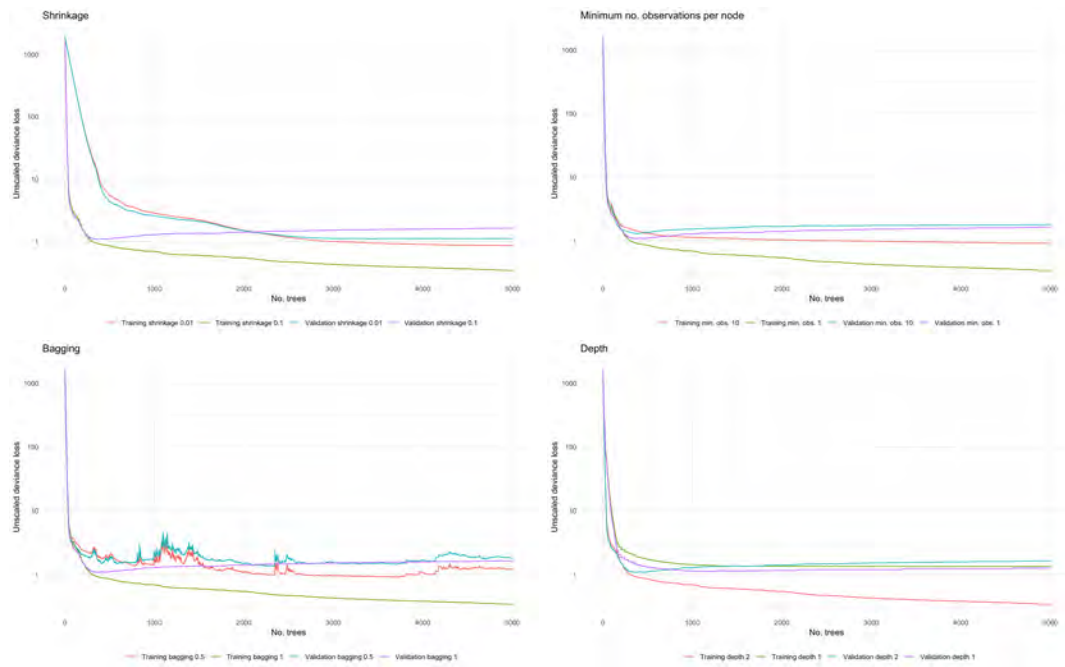 Shrinkage
1000
100
10
1
Unscaled deviance loss
0
1000
2000
3000
4000
5000
No. trees
Training shrinkage 0.01 Training shrinkage 0.1 Validation shrinkage 0.01 Validation shrinkage 0.1
Minimum no. observations per node
1000
100
10
1
Unscaled deviance loss
0
1000
2000
3000
4000
5000
No. trees
Training min. obs. 10 Training min. obs. 1 Validation min. obs. 10 Validation min. obs. 1
Bagging
1000
100
10
1
Unscaled deviance loss
0
1000
2000
3000
4000
5000
No. trees
Training bagging 0.5 Training bagging 1 Validation bagging 0.5 Validation bagging 1
Depth
1000
100
10
1
Unscaled deviance loss
0
1000
2000
3000
4000
5000
No. trees
Training depth 2 Training depth 1 Validation depth 2 Validation depth 1